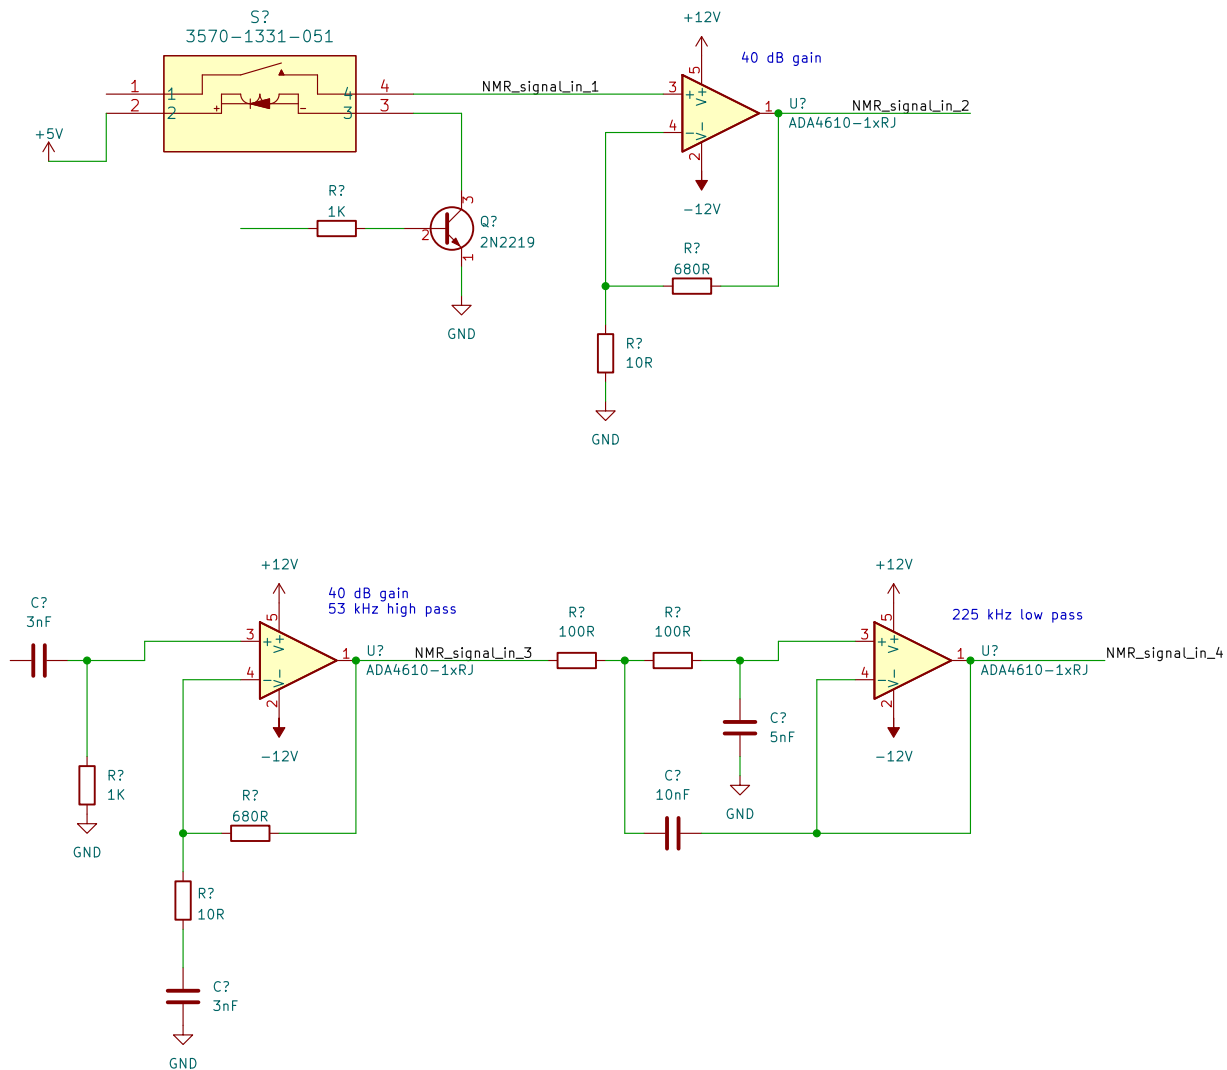 S?
3570-1331-051
1
1
4
4
2
2
+
-
3
3
+5V
NMR_signal_in_1
+12V
40 dB gain
5
3
+
V+
4
-
V-
2
1
U?
ADA4610-1xRJ
NMR_signal_in_2
-12V
R?
1K
2
3
1
Q?
2N2219
GND
R?
680R
R?
10R
GND
C?
3nF
+12V
40 dB gain
53 kHz high pass
5
3
+
V+
4
-
V-
2
1
U?
ADA4610-1xRJ
NMR_signal_in_3
-12V
R?
1K
GND
R?
680R
R?
10R
C?
3nF
GND
R?
100R
R?
100R
C?
5nF
GND
C?
10nF
+12V
225 kHz low pass
5
3
+
V+
4
-
V-
2
1
U?
ADA4610-1xRJ
NMR_signal_in_4
-12V